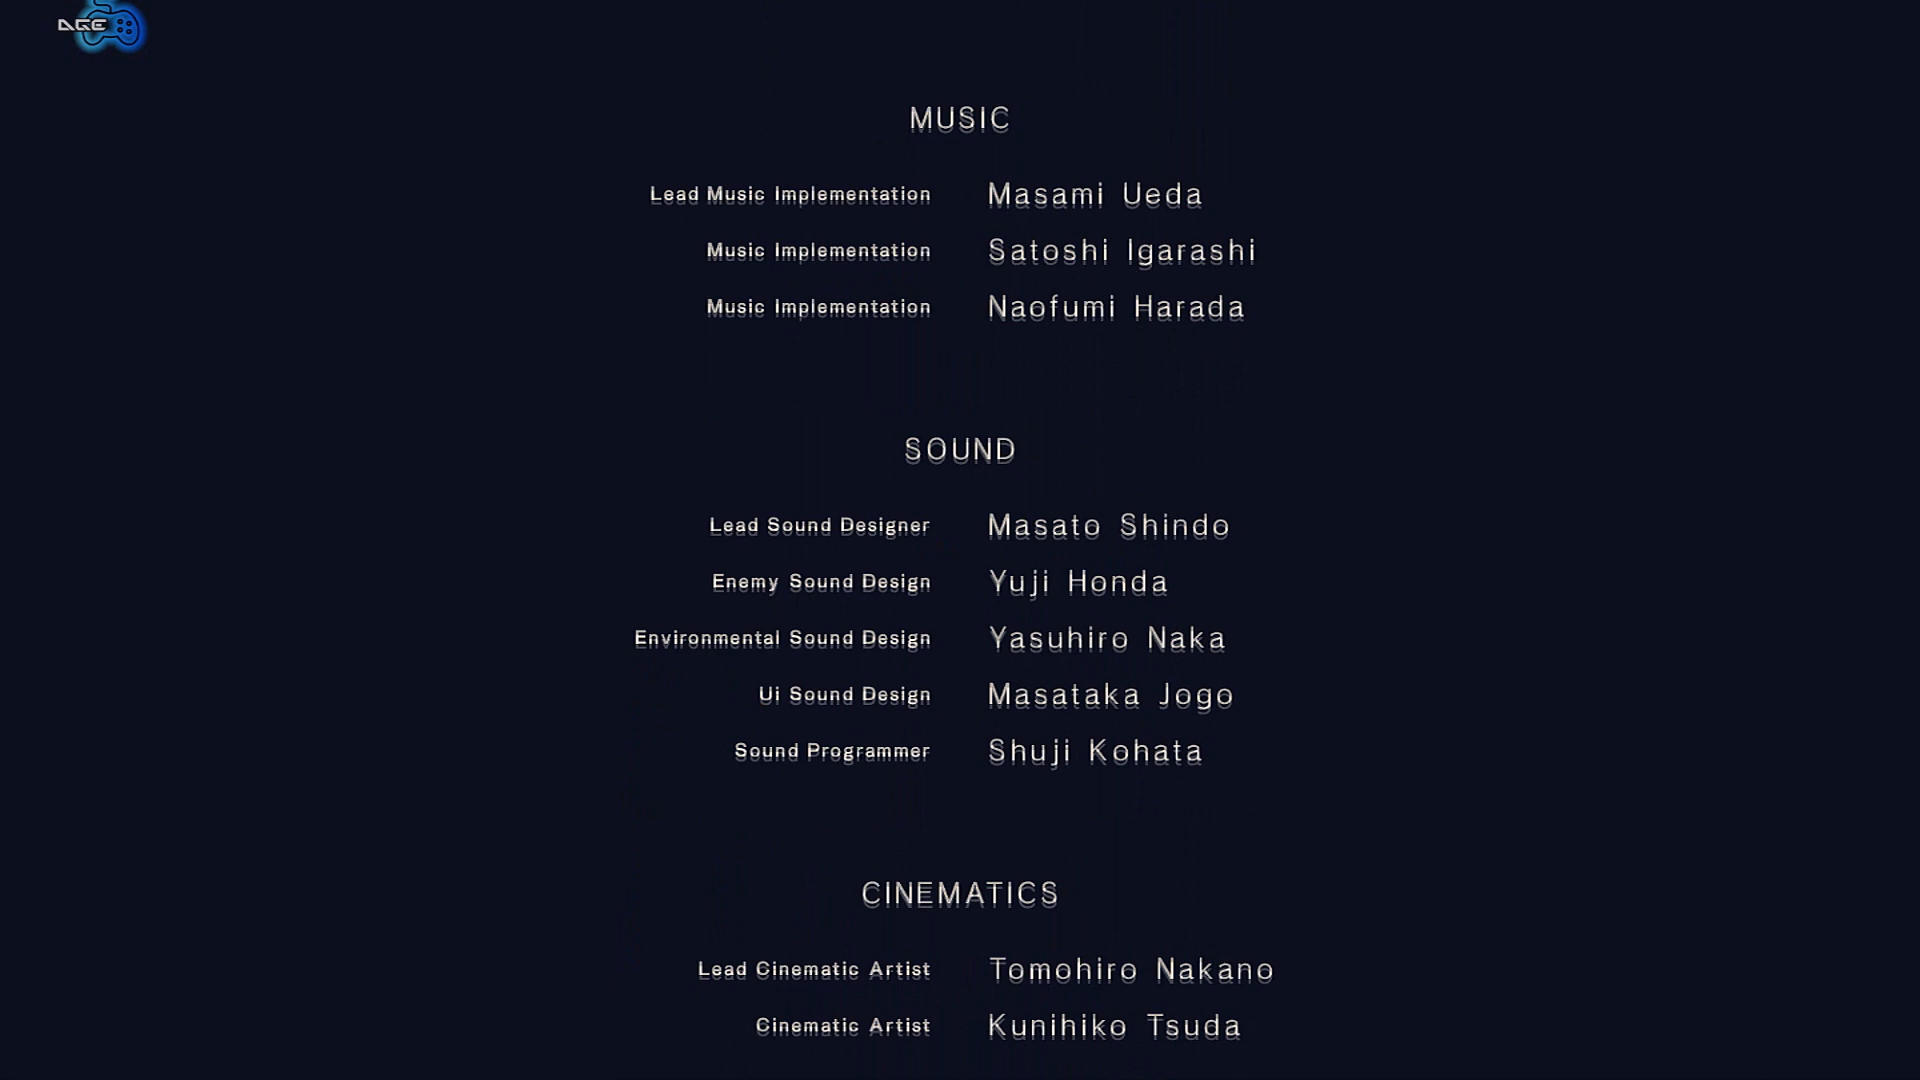 AGE
MUSIC
Lead Music Implementation Masami Ueda
Music Implementation Satoshi Igarashi
Music Implementation Naofumi Harada
SOUND
Lead Sound Designer Masato Shindo
Enemy Sound Design Yuji Honda
Environmental Sound Design Yasuhiro Naka
Ui Sound Design Masataka Jogo
Sound Programmer Shuji Kohata
CINEMATICS
Lead Cinematic Artist Tomohiro Nakano
Cinematic Artist Kunihiko Tsuda